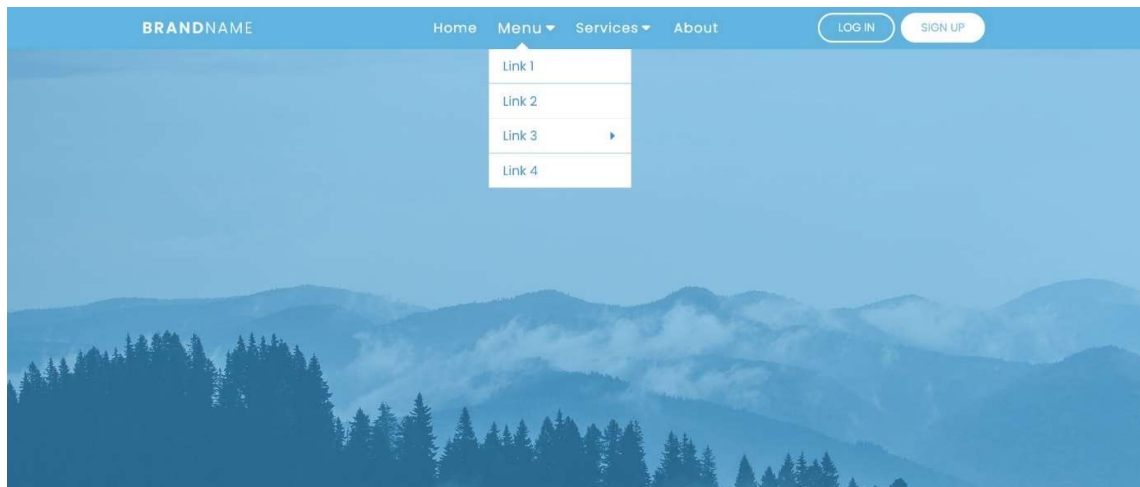 BRANDNAME Home Menu Services About LOG IN SIGN UP
Link 1
Link 2
Link 3
Link 4